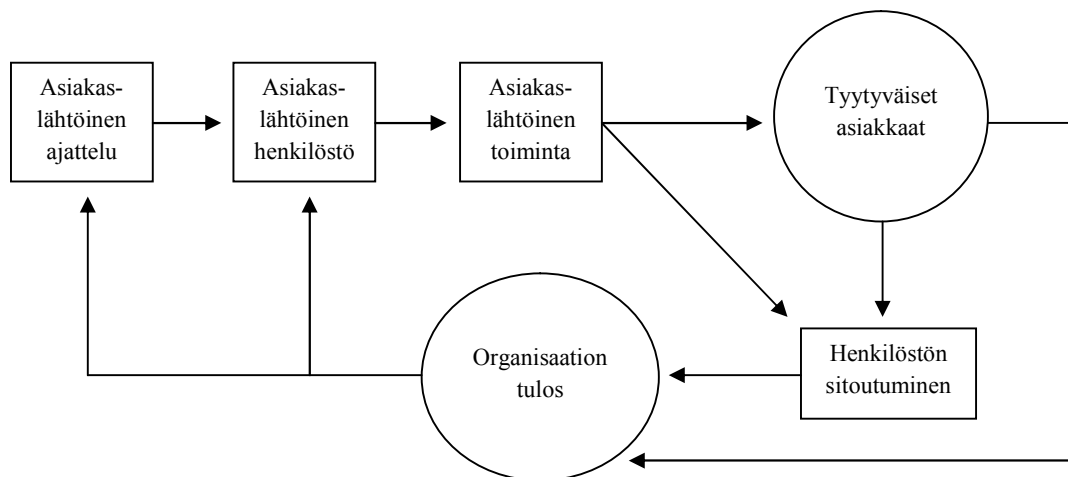 Asiakas-
lähtöinen
ajattelu
Asiakas-
lähtöinen
henkilöstö
Asiakas-
lähtöinen
toiminta
Tyytyväiset
asiakkaat
Organisaation
tulos
Henkilöstön
sitoutuminen